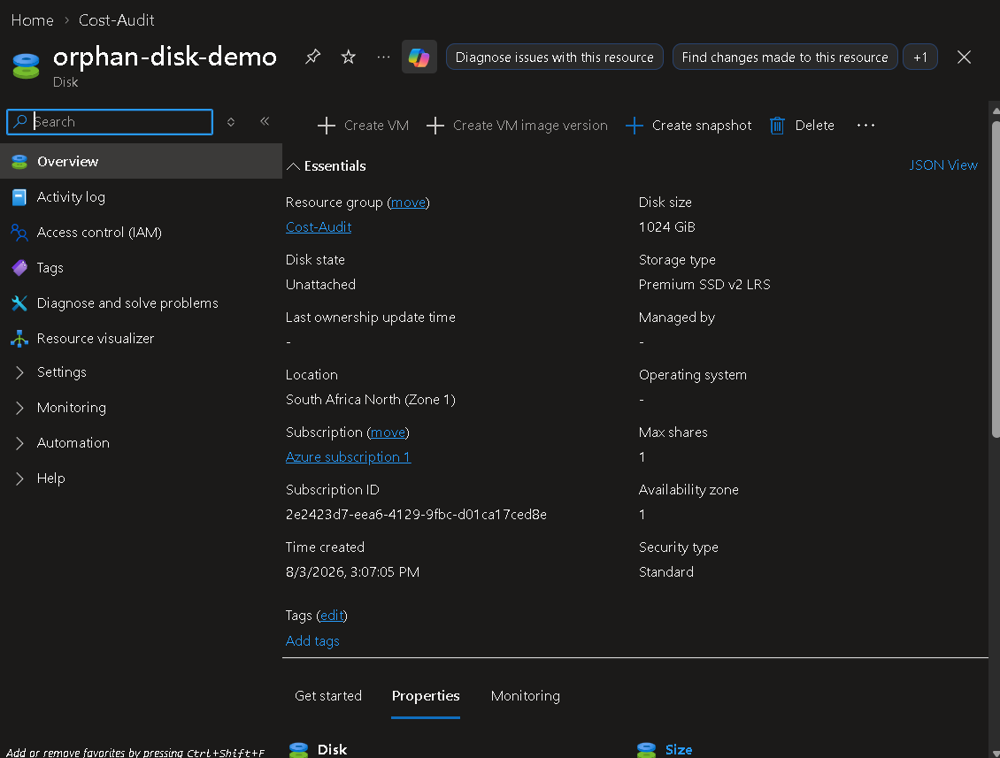 Home > Cost-Audit
orphan-disk-demo
Disk
Diagnose issues with this resource
Find changes made to this resource
+1
Search
Overview
Activity log
Access control (IAM)
Tags
Diagnose and solve problems
Resource visualizer
Settings
Monitoring
Automation
Help
Add or remove favorites by pressing Ctrl+Shift+F
Create VM
Create VM image version
Create snapshot
Delete
Essentials
JSON View
Resource group (move)
Cost-Audit
Disk state
Unattached
Last ownership update time
-
Location
South Africa North (Zone 1)
Subscription (move)
Azure subscription 1
Subscription ID
2e2423d7-eea6-4129-9fbc-d01ca17ced8e
Time created
8/3/2026, 3:07:05 PM
Disk size
1024 GiB
Storage type
Premium SSD v2 LRS
Managed by
-
Operating system
-
Max shares
1
Availability zone
1
Security type
Standard
Tags (edit)
Add tags
Get started
Properties
Monitoring
Disk
Size